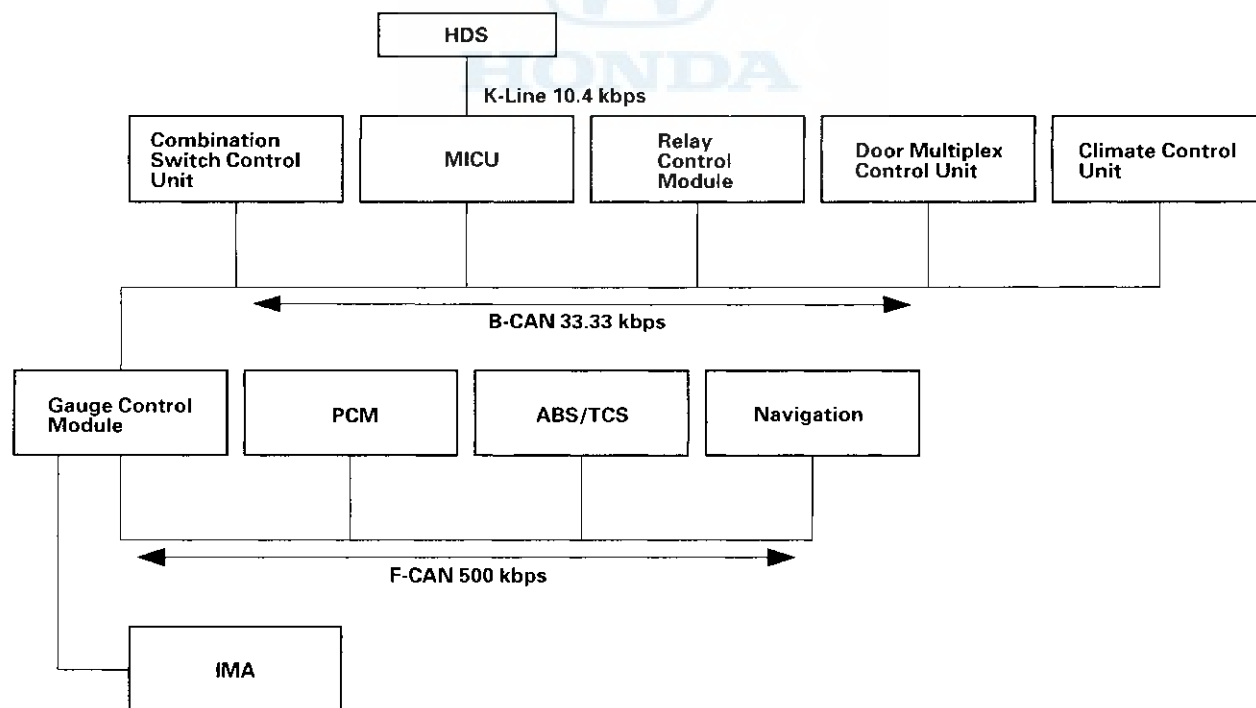 HDS
HONDA
K-Line 10.4 kbps
Combination
Switch Control
Unit
MICU
Relay
Control
Module
Door Multiplex
Control Unit
Climate Control
Unit
B-CAN 33.33 kbps
Gauge Control
Module
PCM
ABS/TCS
Navigation
F-CAN 500 kbps
IMA